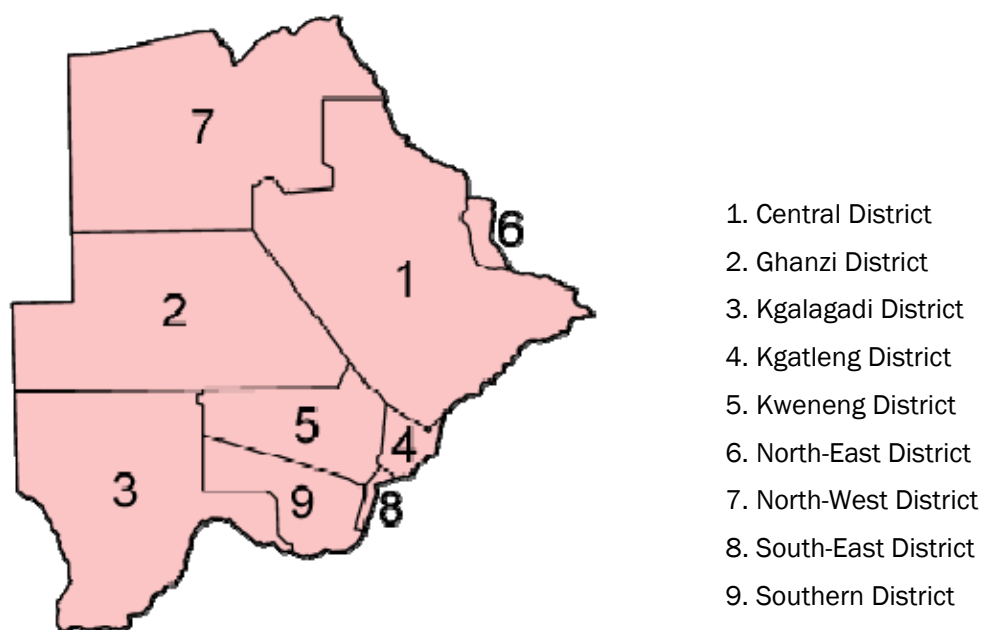 7
6
1
2
5
4
3
9
8
1. Central District
2. Ghanzi District
3. Kgalagadi District
4. Kgatleng District
5. Kweneng District
6. North-East District
7. North-West District
8. South-East District
9. Southern District